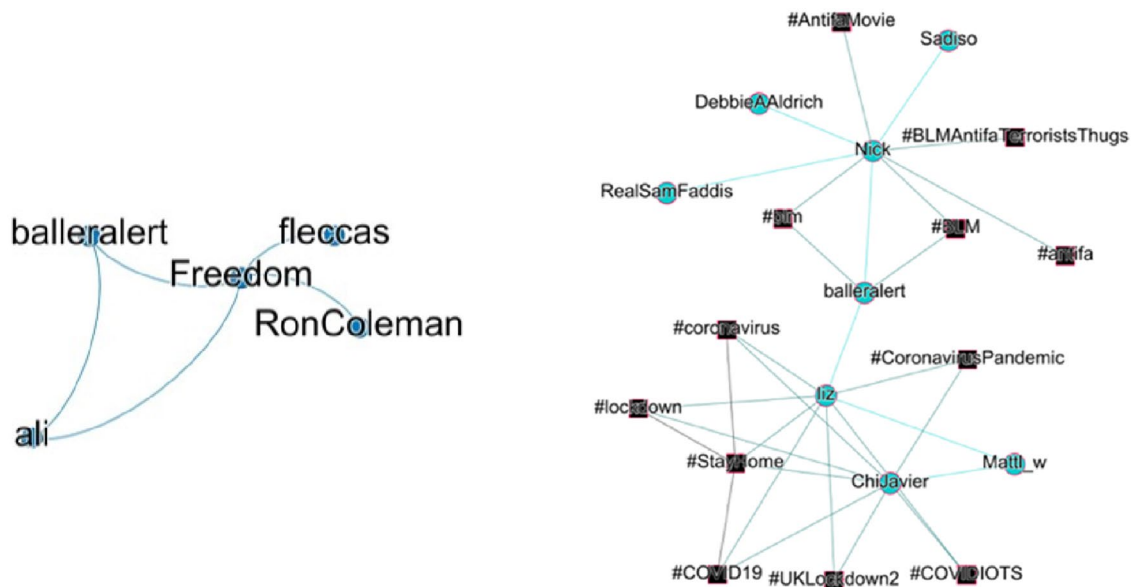 balleralert
fleccas
Freedom
RonColeman
ali
#AntifaMovie
Sadiso
DebbieAAldrich
#BLMAntifaTerroristsThugs
Nick
RealSamFaddis
#blm
#BLM
#antifa
balleralert
#coronavirus
#CoronavirusPandemic
liz
#lockdown
#StayHome
MattI_w
ChiJavier
#COVID19
#UKLockdown2
#COVIDIOTS